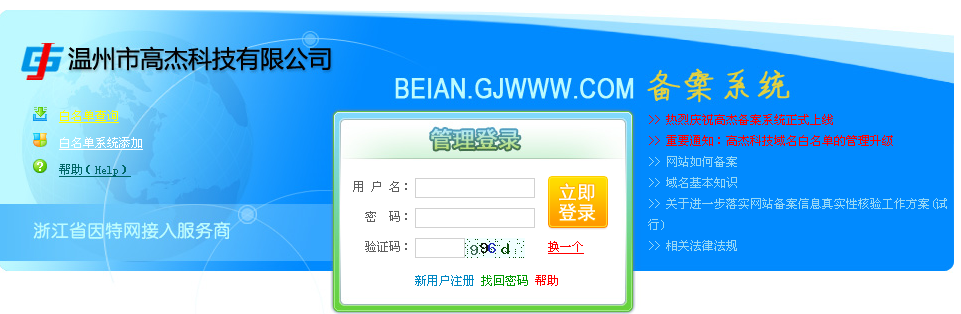 温州市高杰科技有限公司
BEIAN.GJWWW.COM 备案系统
白名单查询
白名单系统添加
帮助(Help)
浙江省因特网接入服务商
管理登录
用 户 名：
密 码：
验证码：
996d
换一个
立即
登录
新用户注册 找回密码 帮助
>> 热烈庆祝高杰备案系统正式上线
>> 重要通知：高杰科技域名白名单的管理升级
>> 网站如何备案
>> 域名基本知识
>> 关于进一步落实网站备案信息真实性核验工作方案(试
行)
>> 相关法律法规